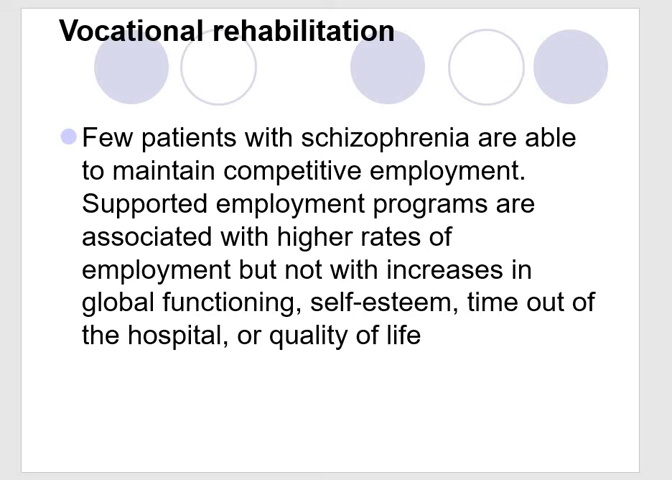 Vocational rehabilitation
Few patients with schizophrenia are able
to maintain competitive employment.
Supported employment programs are
associated with higher rates of
employment but not with increases in
global functioning, self-esteem, time out of
the hospital, or quality of life